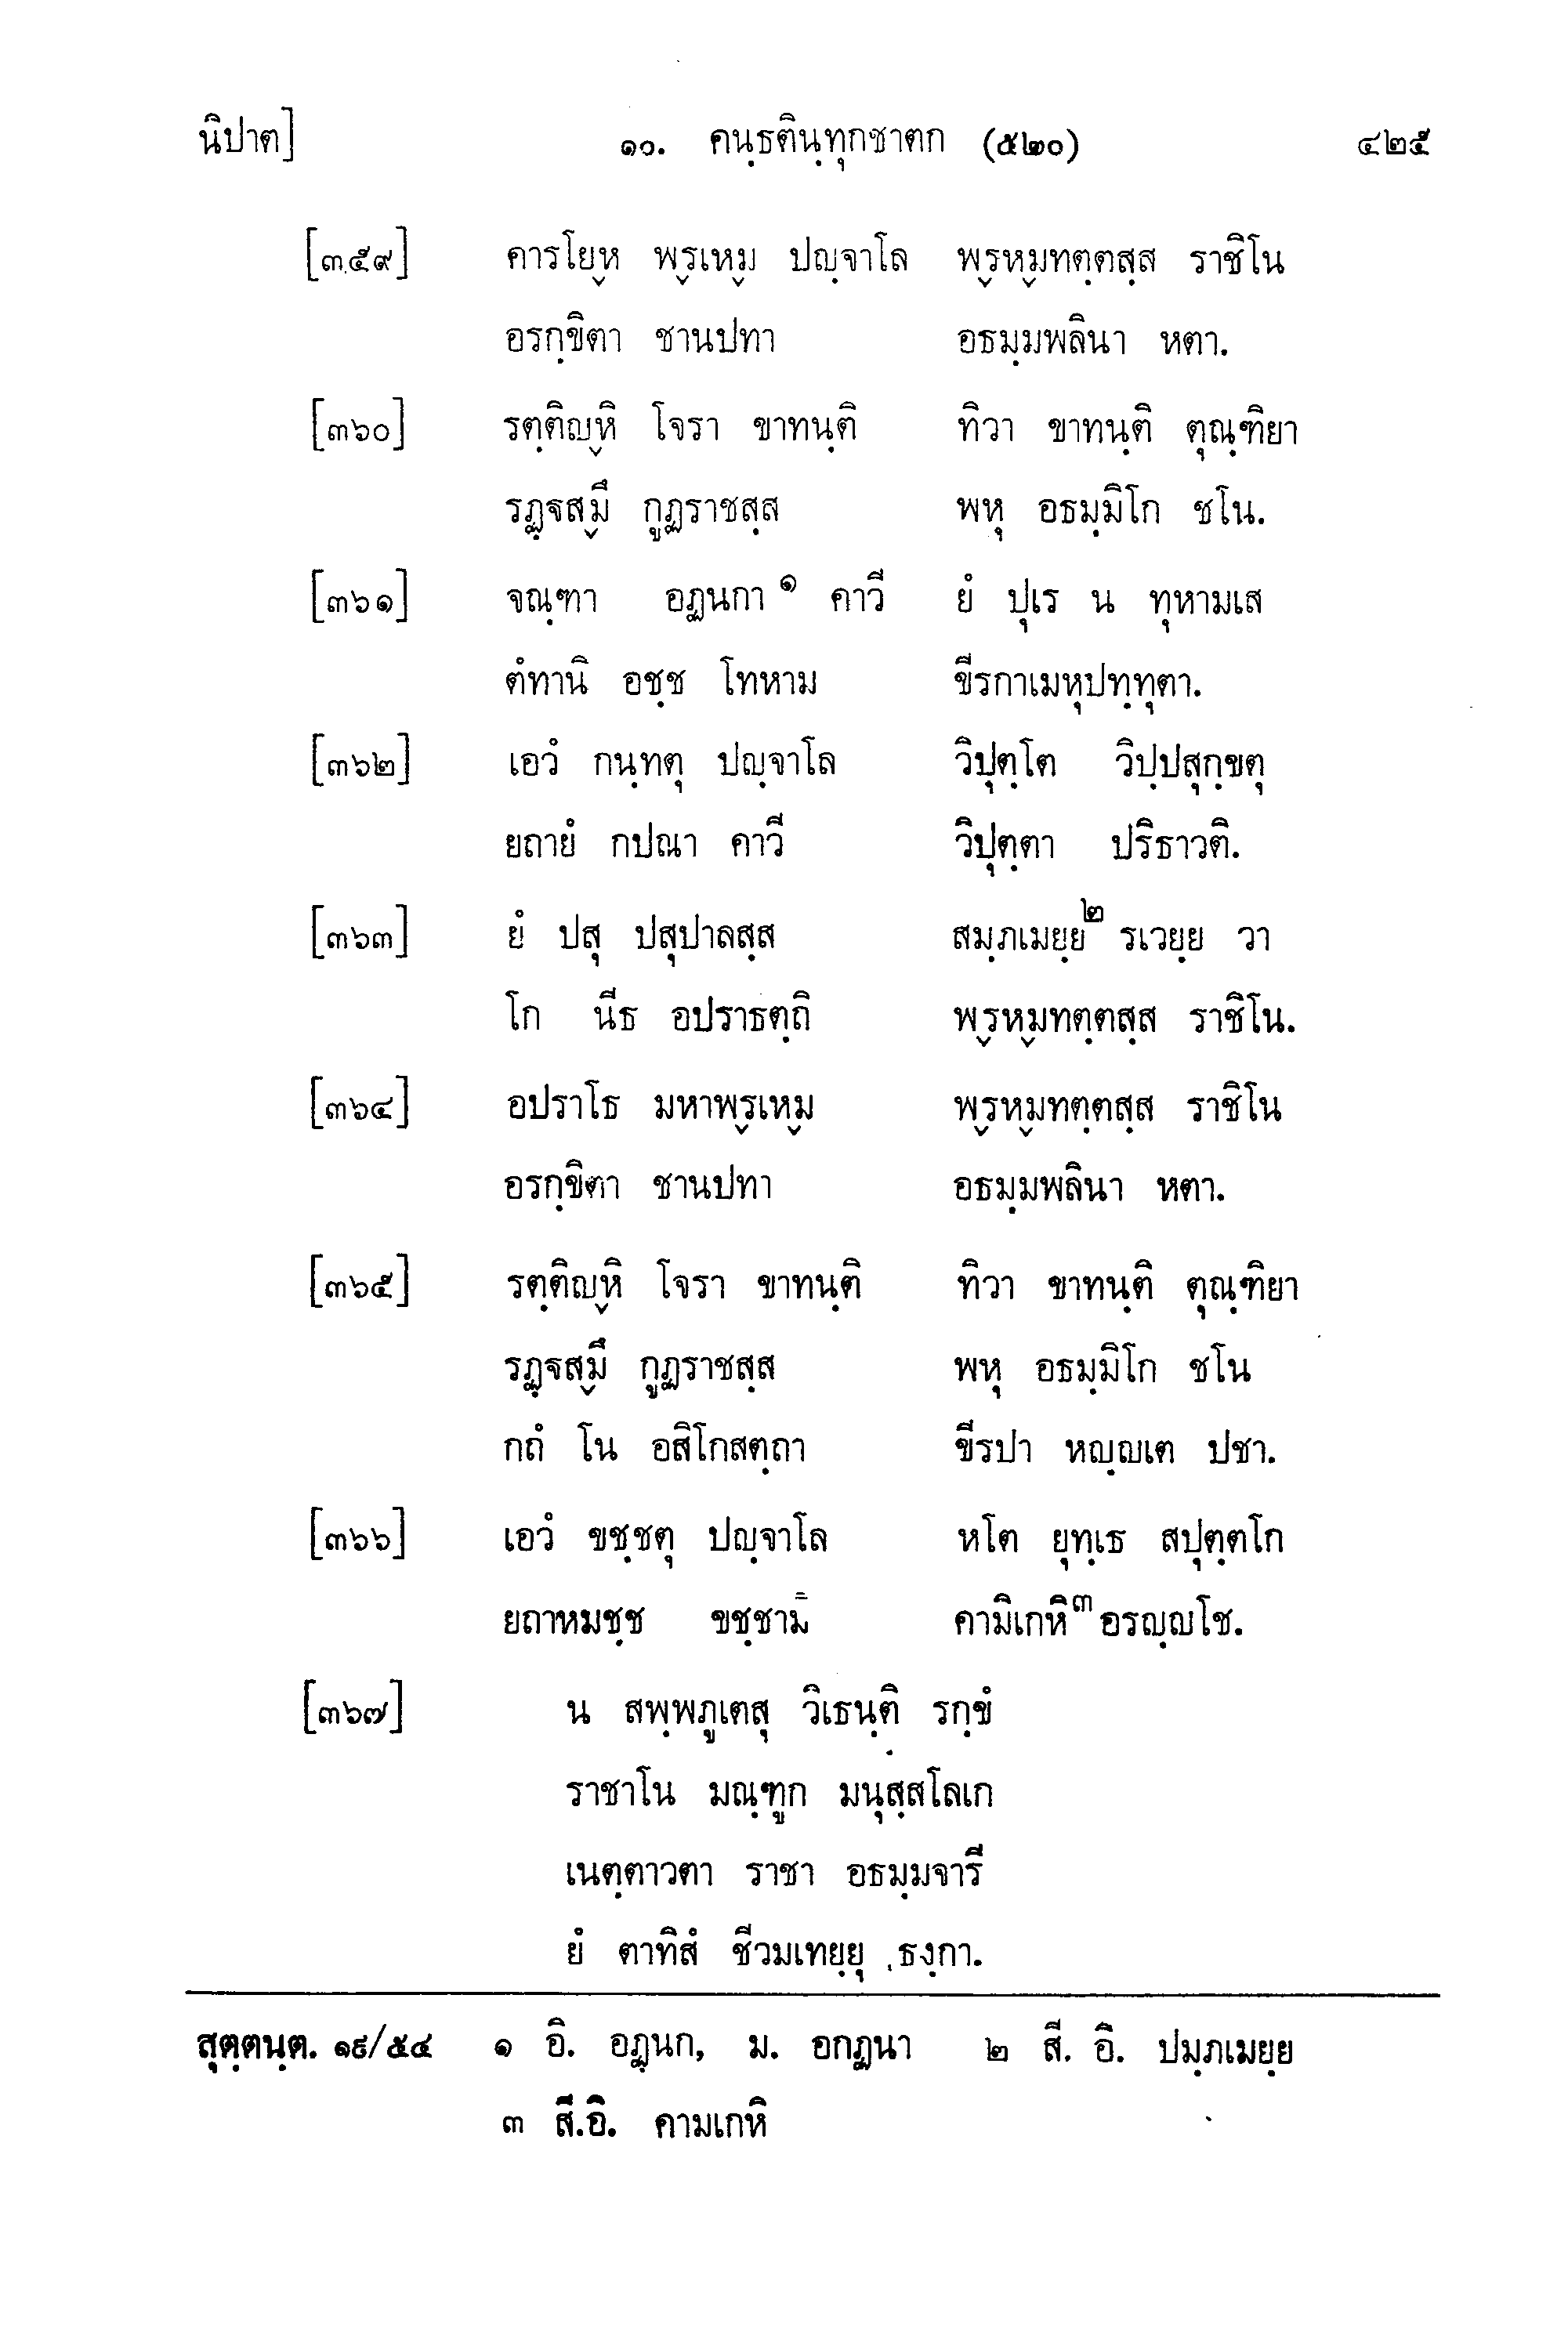 นิปาต] ๑๐. คนฺธตินฺทุกชาตก (๕๒๐) ๔๒๕
[๓๕๙] คารโยฺห พฺรเหฺม ปญฺจาโล พฺรหฺมทตฺตสฺส ราชิโน
อรกฺขิตา ชานปทา อธมฺมพลินา หตา.
[๓๖๐] รตฺติญฺหิ โจรา ขาทนฺติ ทิวา ขาทนฺติ ตุณฺฑิยา
รฏฺฐสฺมึ กูฏราชสฺส พหุ อธมฺมิโก ชโน.
[๓๖๑] จณฺฑา อฏนกา ๑ คาวี ยํ ปุเร น ทุหามเส
ตํทานิ อชฺช โทหาม ขีรกาเมหุปทฺทุตา.
[๓๖๒] เอวํ กนฺทตุ ปญฺจาโล วิปุตฺโต วิปฺปสุกฺขตุ
ยถายํ กปณา คาวี วิปุตฺตา ปริธาวติ.
[๓๖๓] ยํ ปสุ ปสุปาลสฺส สมฺภเมยฺย๒ รเวยฺย วา
โก นีธ อปราธตฺถิ พฺรหฺมทตฺตสฺส ราชิโน.
[๓๖๔] อปราโธ มหาพฺรเหฺม พฺรหฺมทตฺตสฺส ราชิโน
อรกฺขิตา ชานปทา อธมฺมพลินา หตา.
[๓๖๕] รตฺติญฺหิ โจรา ขาทนฺติ ทิวา ขาทนฺติ ตุณฺฑิยา
รฏฺฐสฺมึ กูฏราชสฺส พหุ อธมฺมิโก ชโน
กถํ โน อสิโกสตฺถา ขีรปา หญฺญเต ปชา.
[๓๖๖] เอวํ ขชฺชตุ ปญฺจาโล หโต ยุทฺเธ สปุตฺตโก
ยถาหมชฺช ขชฺชามิ คามิเกหิ๓ อรญฺญโช.
[๓๖๗] น สพฺพภูเตสุ วิเธนฺติ รกฺขํ
ราชาโน มณฺฑูก มนุสฺสโลเก
เนตฺตาวตา ราชา อธมฺมจารี
ยํ ตาทิสํ ชีวมเทยฺยุ ธงฺกา.
สุตฺตนฺต. ๑๙/๕๔ ๑ อิ. อฏฺนก, ม. อกฏนา ๒ สี. อิ. ปมฺภเมยฺย
๓ สี.อิ. คามเกหิ